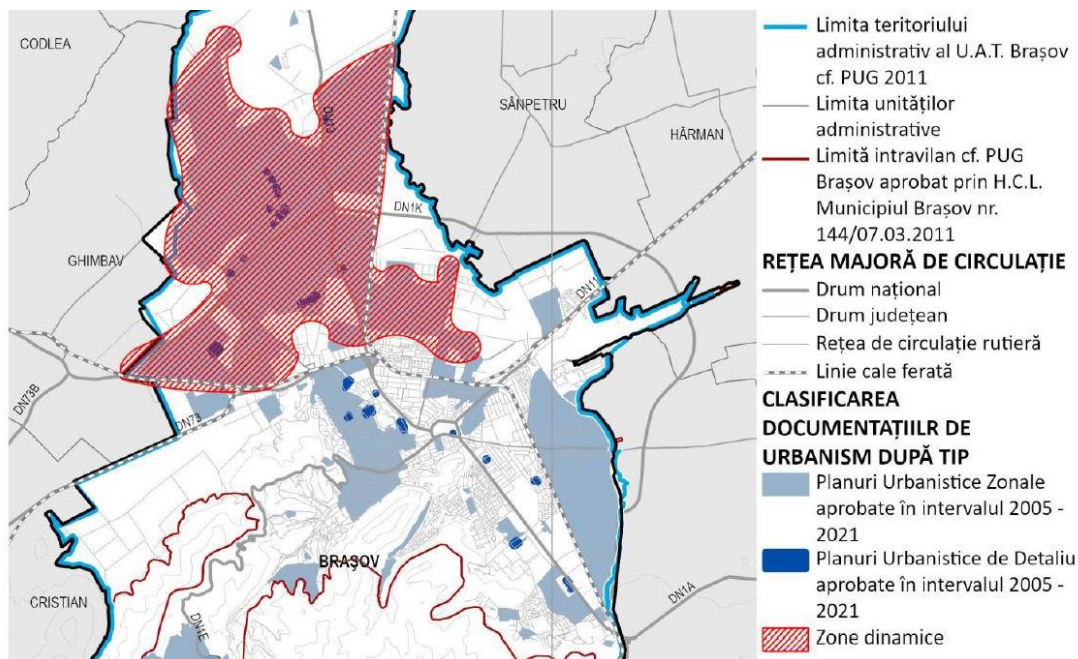 CODLEA
SÂNPETRU
HĂRMAN
DN13
DN1K
GHIMBAV
DN11
DN73B
DN73
BRAȘOV
CRISTIAN
DN1E
DN1A
Limita teritoriului
administrativ al U.A.T. Brașov
cf. PUG 2011
Limita unităților
administrative
Limită intravilan cf. PUG
Brașov aprobat prin H.C.L.
Municipiul Brașov nr.
144/07.03.2011
REȚEA MAJORĂ DE CIRCULAȚIE
Drum național
Drum județean
Rețea de circulație rutieră
Linie cale ferată
CLASIFICAREA
DOCUMENTAȚIILR DE
URBANISM DUPĂ TIP
Planuri Urbanistice Zonale
aprobate în intervalul 2005 -
2021
Planuri Urbanistice de Detaliu
aprobate în intervalul 2005 -
2021
Zone dinamice